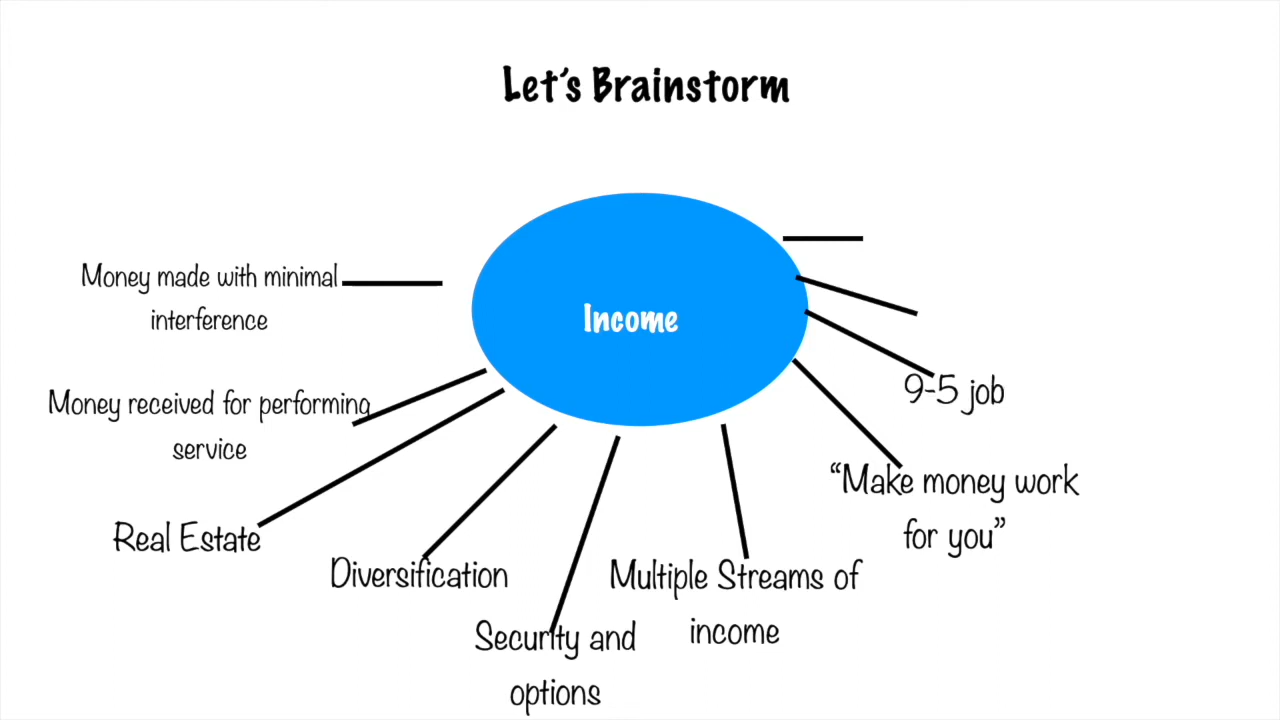 Let's Brainstorm
Income
Money made with minimal
interference
Money received for performing
service
Real Estate
Diversification
Security and
options
Multiple Streams of
income
“Make money work
for you”
9-5 job